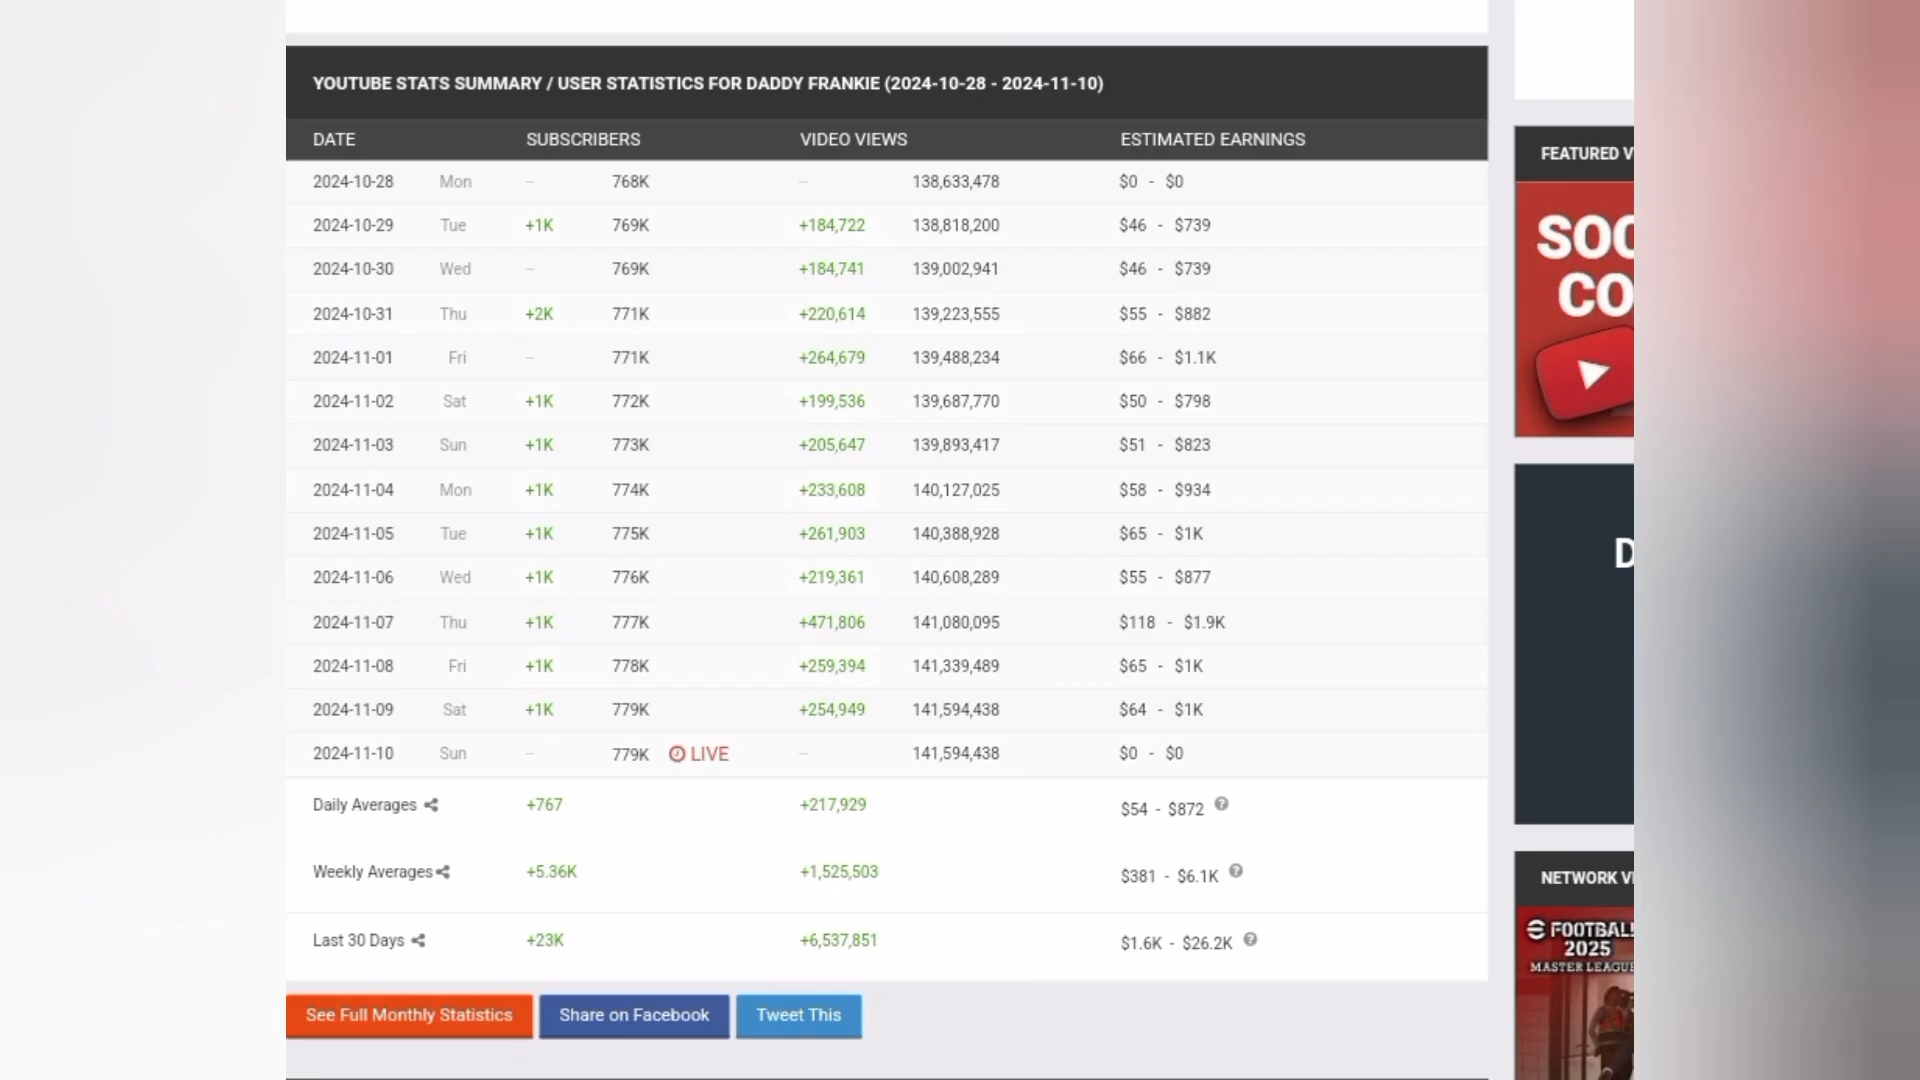 YOUTUBE STATS SUMMARY / USER STATISTICS FOR DADDY FRANKIE (2024-10-28 - 2024-11-10)
DATE SUBSCRIBERS VIDEO VIEWS ESTIMATED EARNINGS
2024-10-28 Mon – 768K – 138,633,478 $0 - $0
2024-10-29 Tue +1K 769K +184,722 138,818,200 $46 - $739
2024-10-30 Wed – 769K +184,741 139,002,941 $46 - $739
2024-10-31 Thu +2K 771K +220,614 139,223,555 $55 - $882
2024-11-01 Fri – 771K +264,679 139,488,234 $66 - $1.1K
2024-11-02 Sat +1K 772K +199,536 139,687,770 $50 - $798
2024-11-03 Sun +1K 773K +205,647 139,893,417 $51 - $823
2024-11-04 Mon +1K 774K +233,608 140,127,025 $58 - $934
2024-11-05 Tue +1K 775K +261,903 140,388,928 $65 - $1K
2024-11-06 Wed +1K 776K +219,361 140,608,289 $55 - $877
2024-11-07 Thu +1K 777K +471,806 141,080,095 $118 - $1.9K
2024-11-08 Fri +1K 778K +259,394 141,339,489 $65 - $1K
2024-11-09 Sat +1K 779K +254,949 141,594,438 $64 - $1K
2024-11-10 Sun – 779K LIVE – 141,594,438 $0 - $0
Daily Averages +767 +217,929 $54 - $872
Weekly Averages +5.36K +1,525,503 $381 - $6.1K
Last 30 Days +23K +6,537,851 $1.6K - $26.2K
See Full Monthly Statistics Share on Facebook Tweet This
FEATURED V
SOC
CO
D
NETWORK VI
FOOTBALL
2025
MASTER LEAGUE